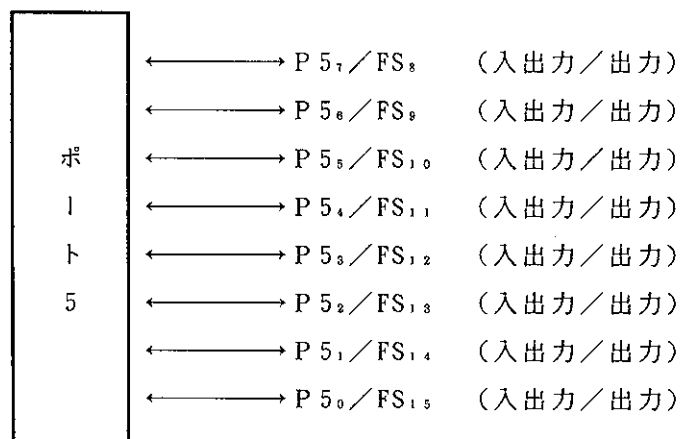 ポート5
P5₇/FS₈ (入出力/出力)
P5₆/FS₉ (入出力/出力)
P5₅/FS₁₀ (入出力/出力)
P5₄/FS₁₁ (入出力/出力)
P5₃/FS₁₂ (入出力/出力)
P5₂/FS₁₃ (入出力/出力)
P5₁/FS₁₄ (入出力/出力)
P5₀/FS₁₅ (入出力/出力)